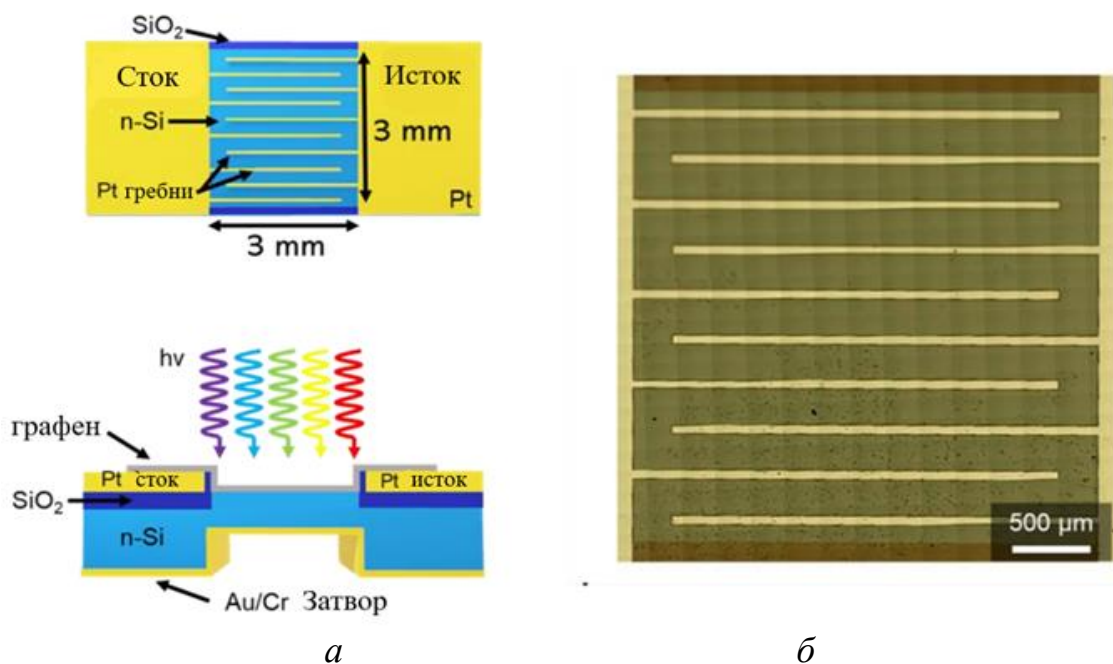 SiO₂
Сток
Исток
n-Si
3 mm
Pt гребни
Pt
3 mm
hν
графен
Pt сток
Pt исток
SiO₂
n-Si
Au/Cr Затвор
500 µm
а
б